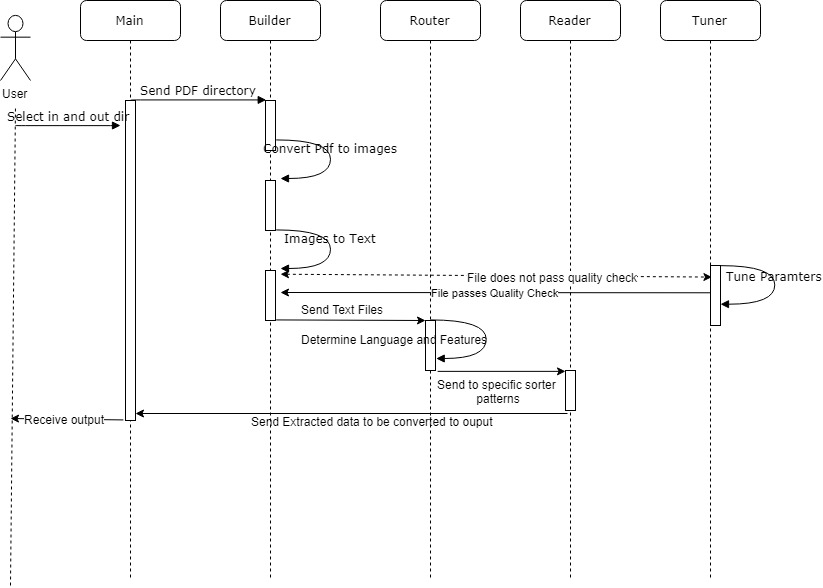 Main
Builder
Router
Reader
Tuner
User
Send PDF directory
Select in and out dir
Convert Pdf to images
Images to Text
File does not pass quality check
Tune Paramters
File passes Quality Check
Send Text Files
Determine Language and Features
Send to specific sorter
patterns
Receive output
Send Extracted data to be converted to ouput